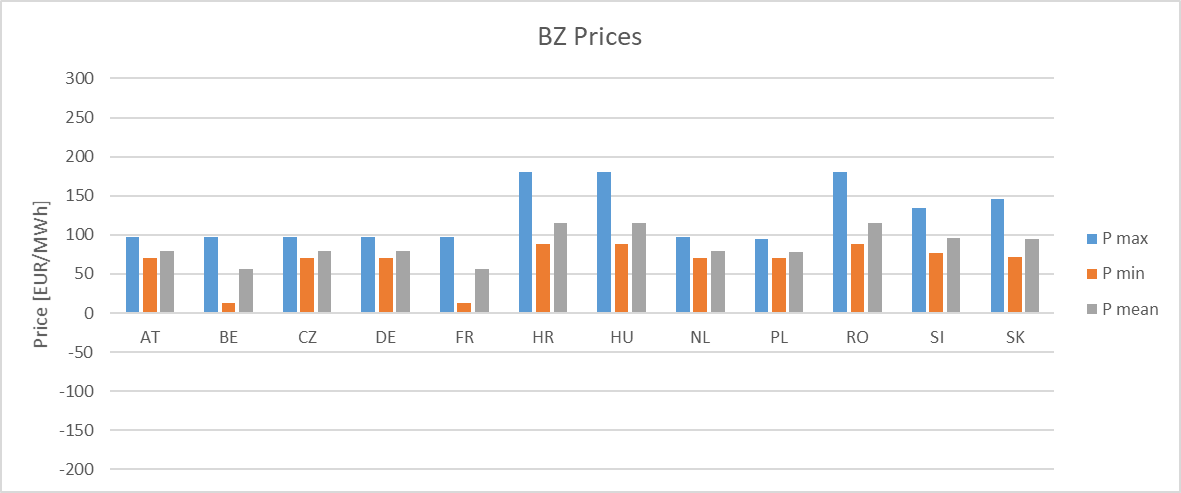 BZ Prices
Price [EUR/MWh]
300
250
200
150
100
50
0
-50
-100
-150
-200
AT BE CZ DE FR HR HU NL PL RO SI SK
P max
P min
P mean